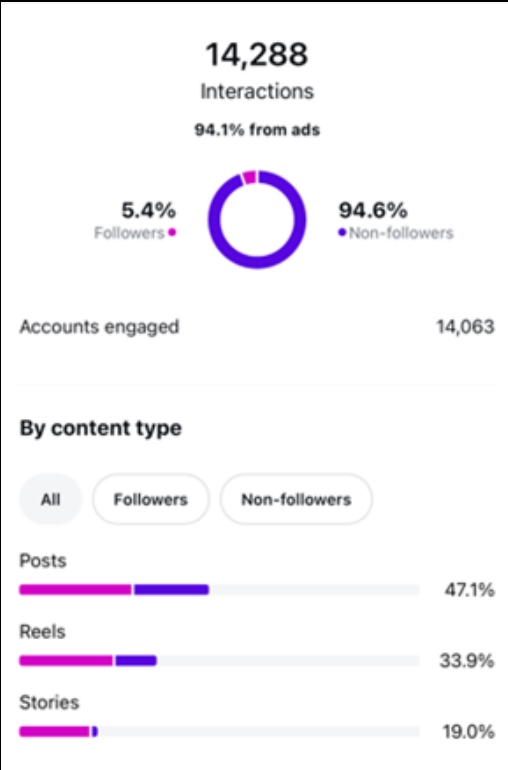 14,288
Interactions
94.1% from ads
5.4%
Followers
94.6%
Non-followers
Accounts engaged 14,063
By content type
All Followers Non-followers
Posts
47.1%
Reels
33.9%
Stories
19.0%